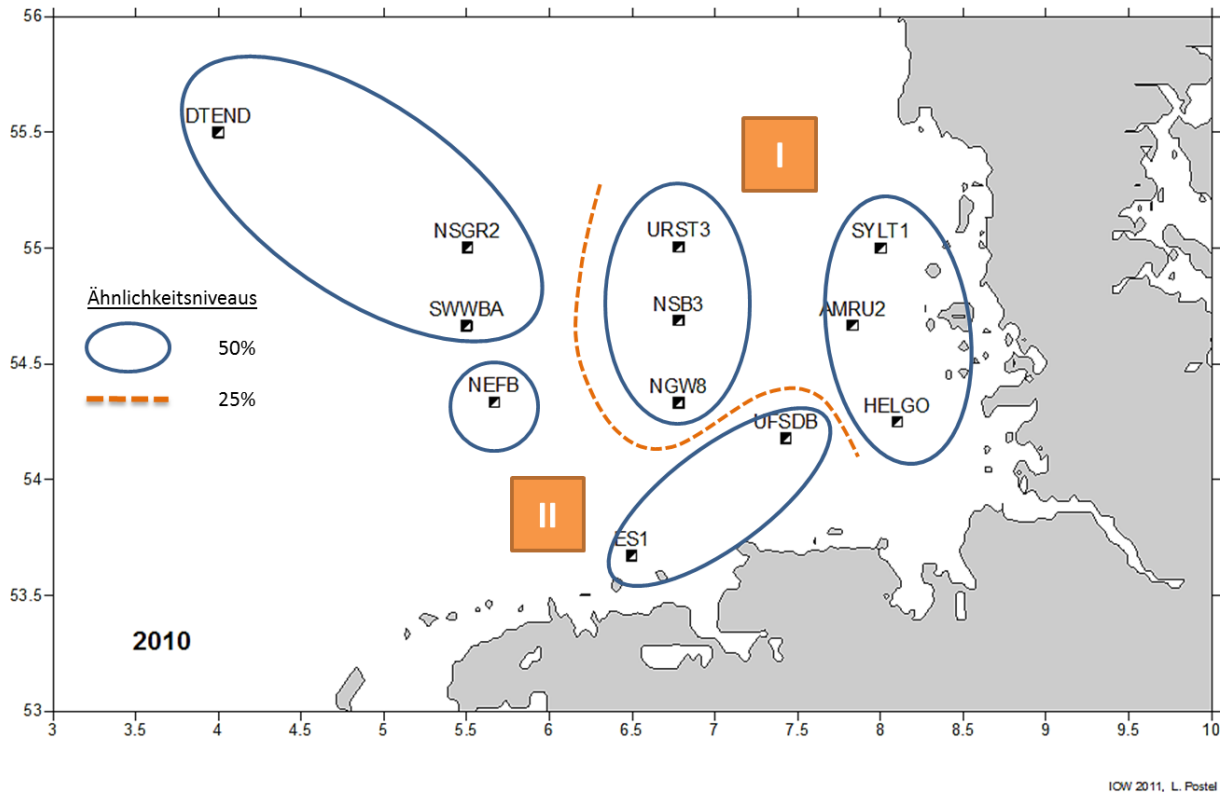 56
55.5
55
54.5
54
53.5
53
DTEND
I
NSGR2
URST3
SYLT1
Ähnlichkeitsniveaus
50%
25%
SWWBA
NSB3
AMRU2
NEFB
NGW8
HELGO
UFSDB
II
ES1
2010
3 3.5 4 4.5 5 5.5 6 6.5 7 7.5 8 8.5 9 9.5 10
IOW 2011, L. Postel